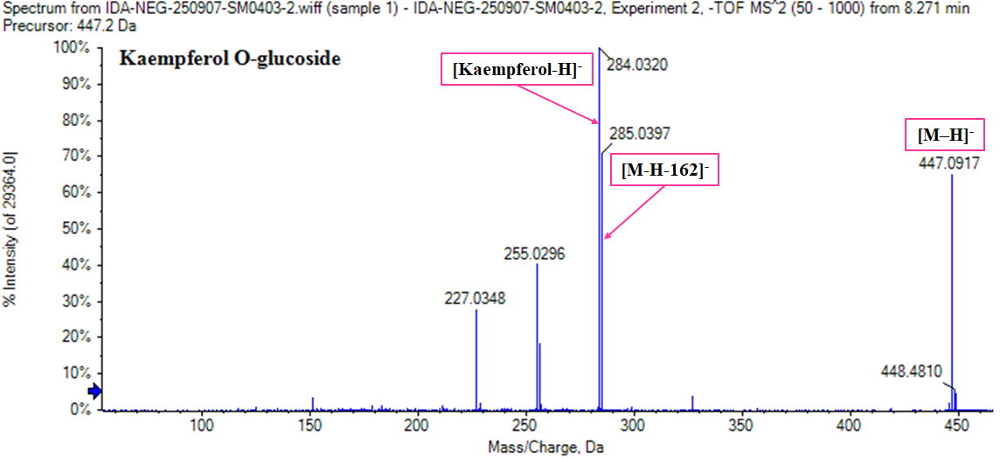 Spectrum from IDA-NEG-250907-SM0403-2.wiff (sample 1) - IDA-NEG-250907-SM0403-2, Experiment 2, -TOF MS^2 (50 - 1000) from 8.271 min
Precursor: 447.2 Da
Kaempferol O-glucoside
[Kaempferol-H]-
284.0320
285.0397
[M–H]-
447.0917
[M-H-162]-
255.0296
227.0348
448.4810
% Intensity [of 29364.0]
100%
90%
80%
70%
60%
50%
40%
30%
20%
10%
0%
100 150 200 250 300 350 400 450
Mass/Charge, Da